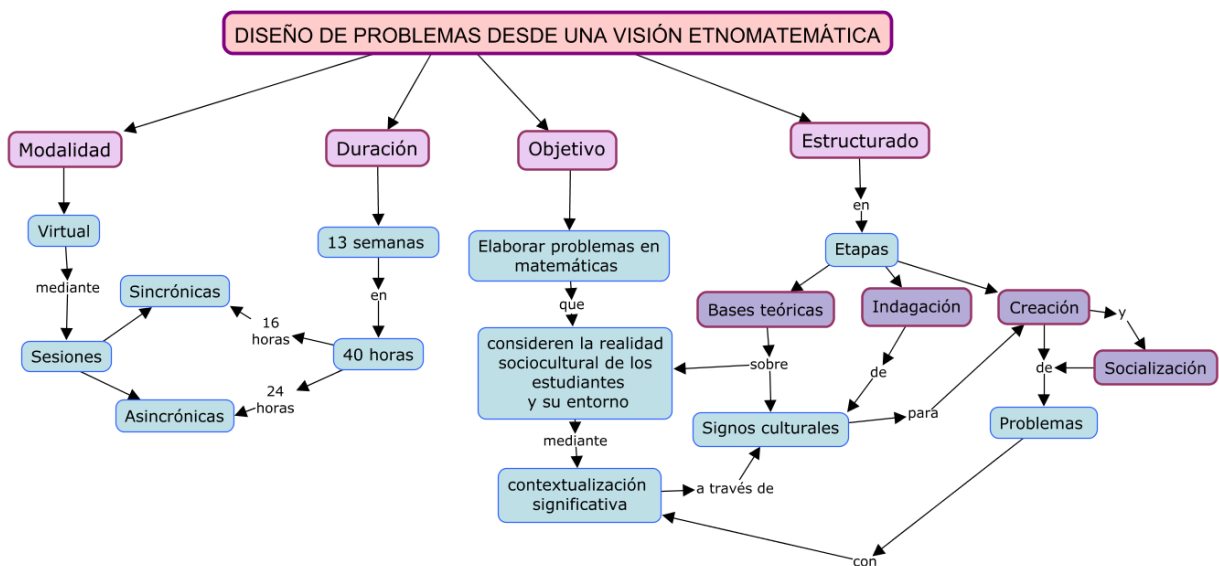 DISEÑO DE PROBLEMAS DESDE UNA VISIÓN ETNOMATEMÁTICA
Modalidad
Duración
Objetivo
Estructurado
Virtual
13 semanas
Elaborar problemas en
matemáticas
en
Etapas
mediante
Sincrónicas
en
que
Bases teóricas
Indagación
Creación
y
16
horas
Sesiones
40 horas
consideren la realidad
sociocultural de los
estudiantes
y su entorno
sobre
de
de
Socialización
24
horas
Asincrónicas
mediante
Signos culturales
para
Problemas
contextualización
significativa
a través de
con